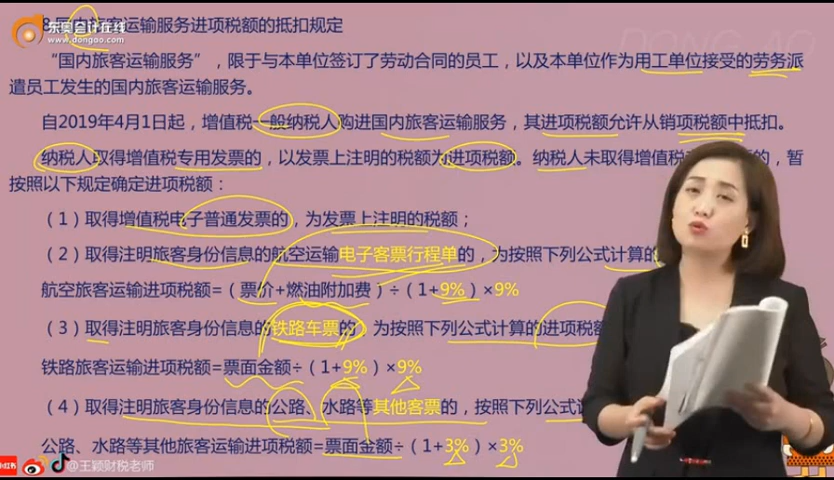 东奥会计在线
www.dongao.com
8.国内旅客运输服务进项税额的抵扣规定
“国内旅客运输服务”，限于与本单位签订了劳动合同的员工，以及本单位作为用工单位接受的劳务派
遣员工发生的国内旅客运输服务。
自2019年4月1日起，增值税一般纳税人购进国内旅客运输服务，其进项税额允许从销项税额中抵扣。
纳税人取得增值税专用发票的，以发票上注明的税额为进项税额。纳税人未取得增值税 的，暂
按照以下规定确定进项税额：
（1）取得增值税电子普通发票的，为发票上注明的税额；
（2）取得注明旅客身份信息的航空运输电子客票行程单的，为按照下列公式计算的
航空旅客运输进项税额=（票价+燃油附加费）÷（1+9%）×9%
（3）取得注明旅客身份信息的铁路车票的，为按照下列公式计算的进项税额
铁路旅客运输进项税额=票面金额÷（1+9%）×9%
（4）取得注明旅客身份信息的公路、水路等其他客票的，按照下列公式
公路、水路等其他旅客运输进项税额=票面金额÷（1+3%）×3%
小红书
@王颖财税老师